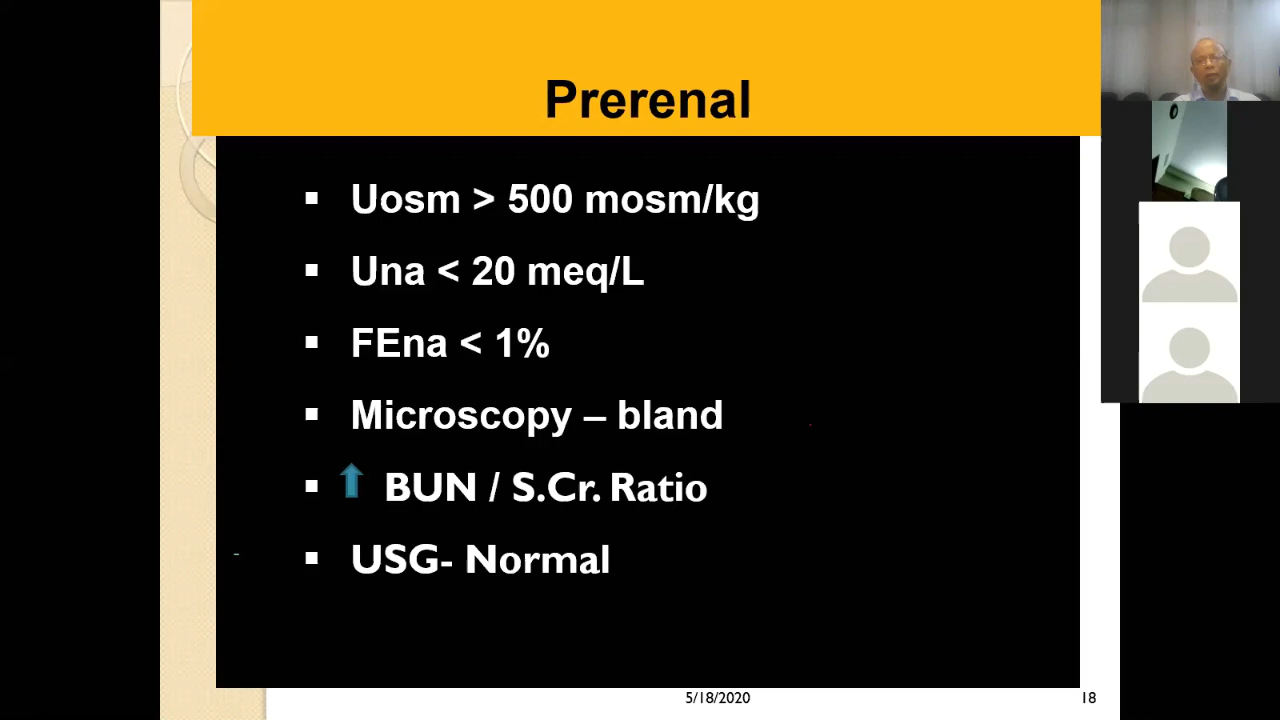 Prerenal
Uosm > 500 mosm/kg
Una < 20 meq/L
FEna < 1%
Microscopy – bland
BUN / S.Cr. Ratio
USG- Normal
5/18/2020
18